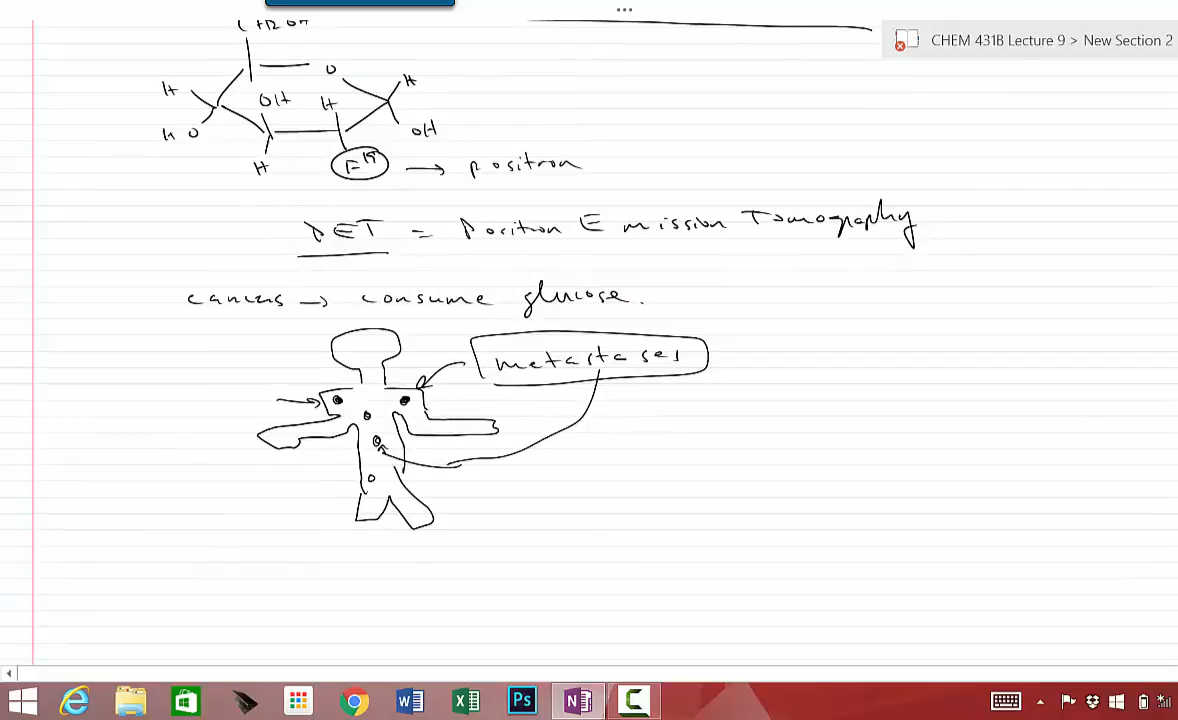 CH2OH
CHEM 431B Lecture 9 > New Section 2
O
H
H
OH
H
HO
OH
H
F18 → positron
PET = Positron Emission Tomography
cancers → consume glucose.
metastases